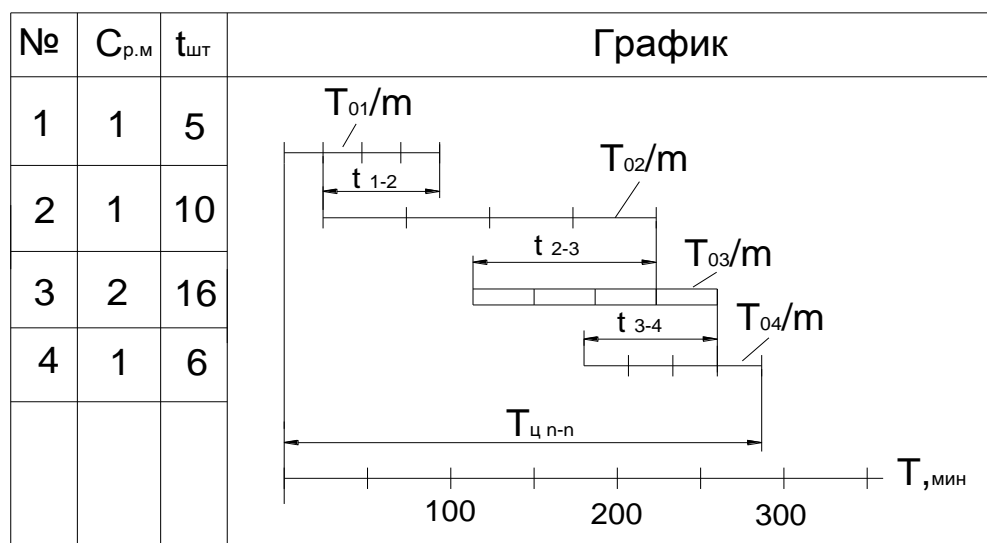 № Cр.м tшт График
1 1 5
T01/m
2 1 10
t 1-2
T02/m
3 2 16
t 2-3
T03/m
4 1 6
t 3-4
T04/m
Tц п-п
T,мин
100 200 300